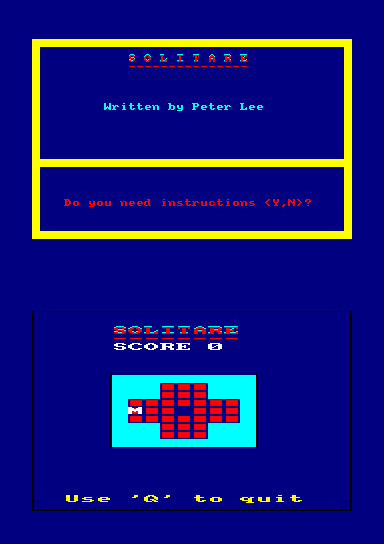 SOLITARE
Written by Peter Lee
Do you need instructions <Y,N>?
SOLITARE
SCORE 0
M
Use 'Q' to quit